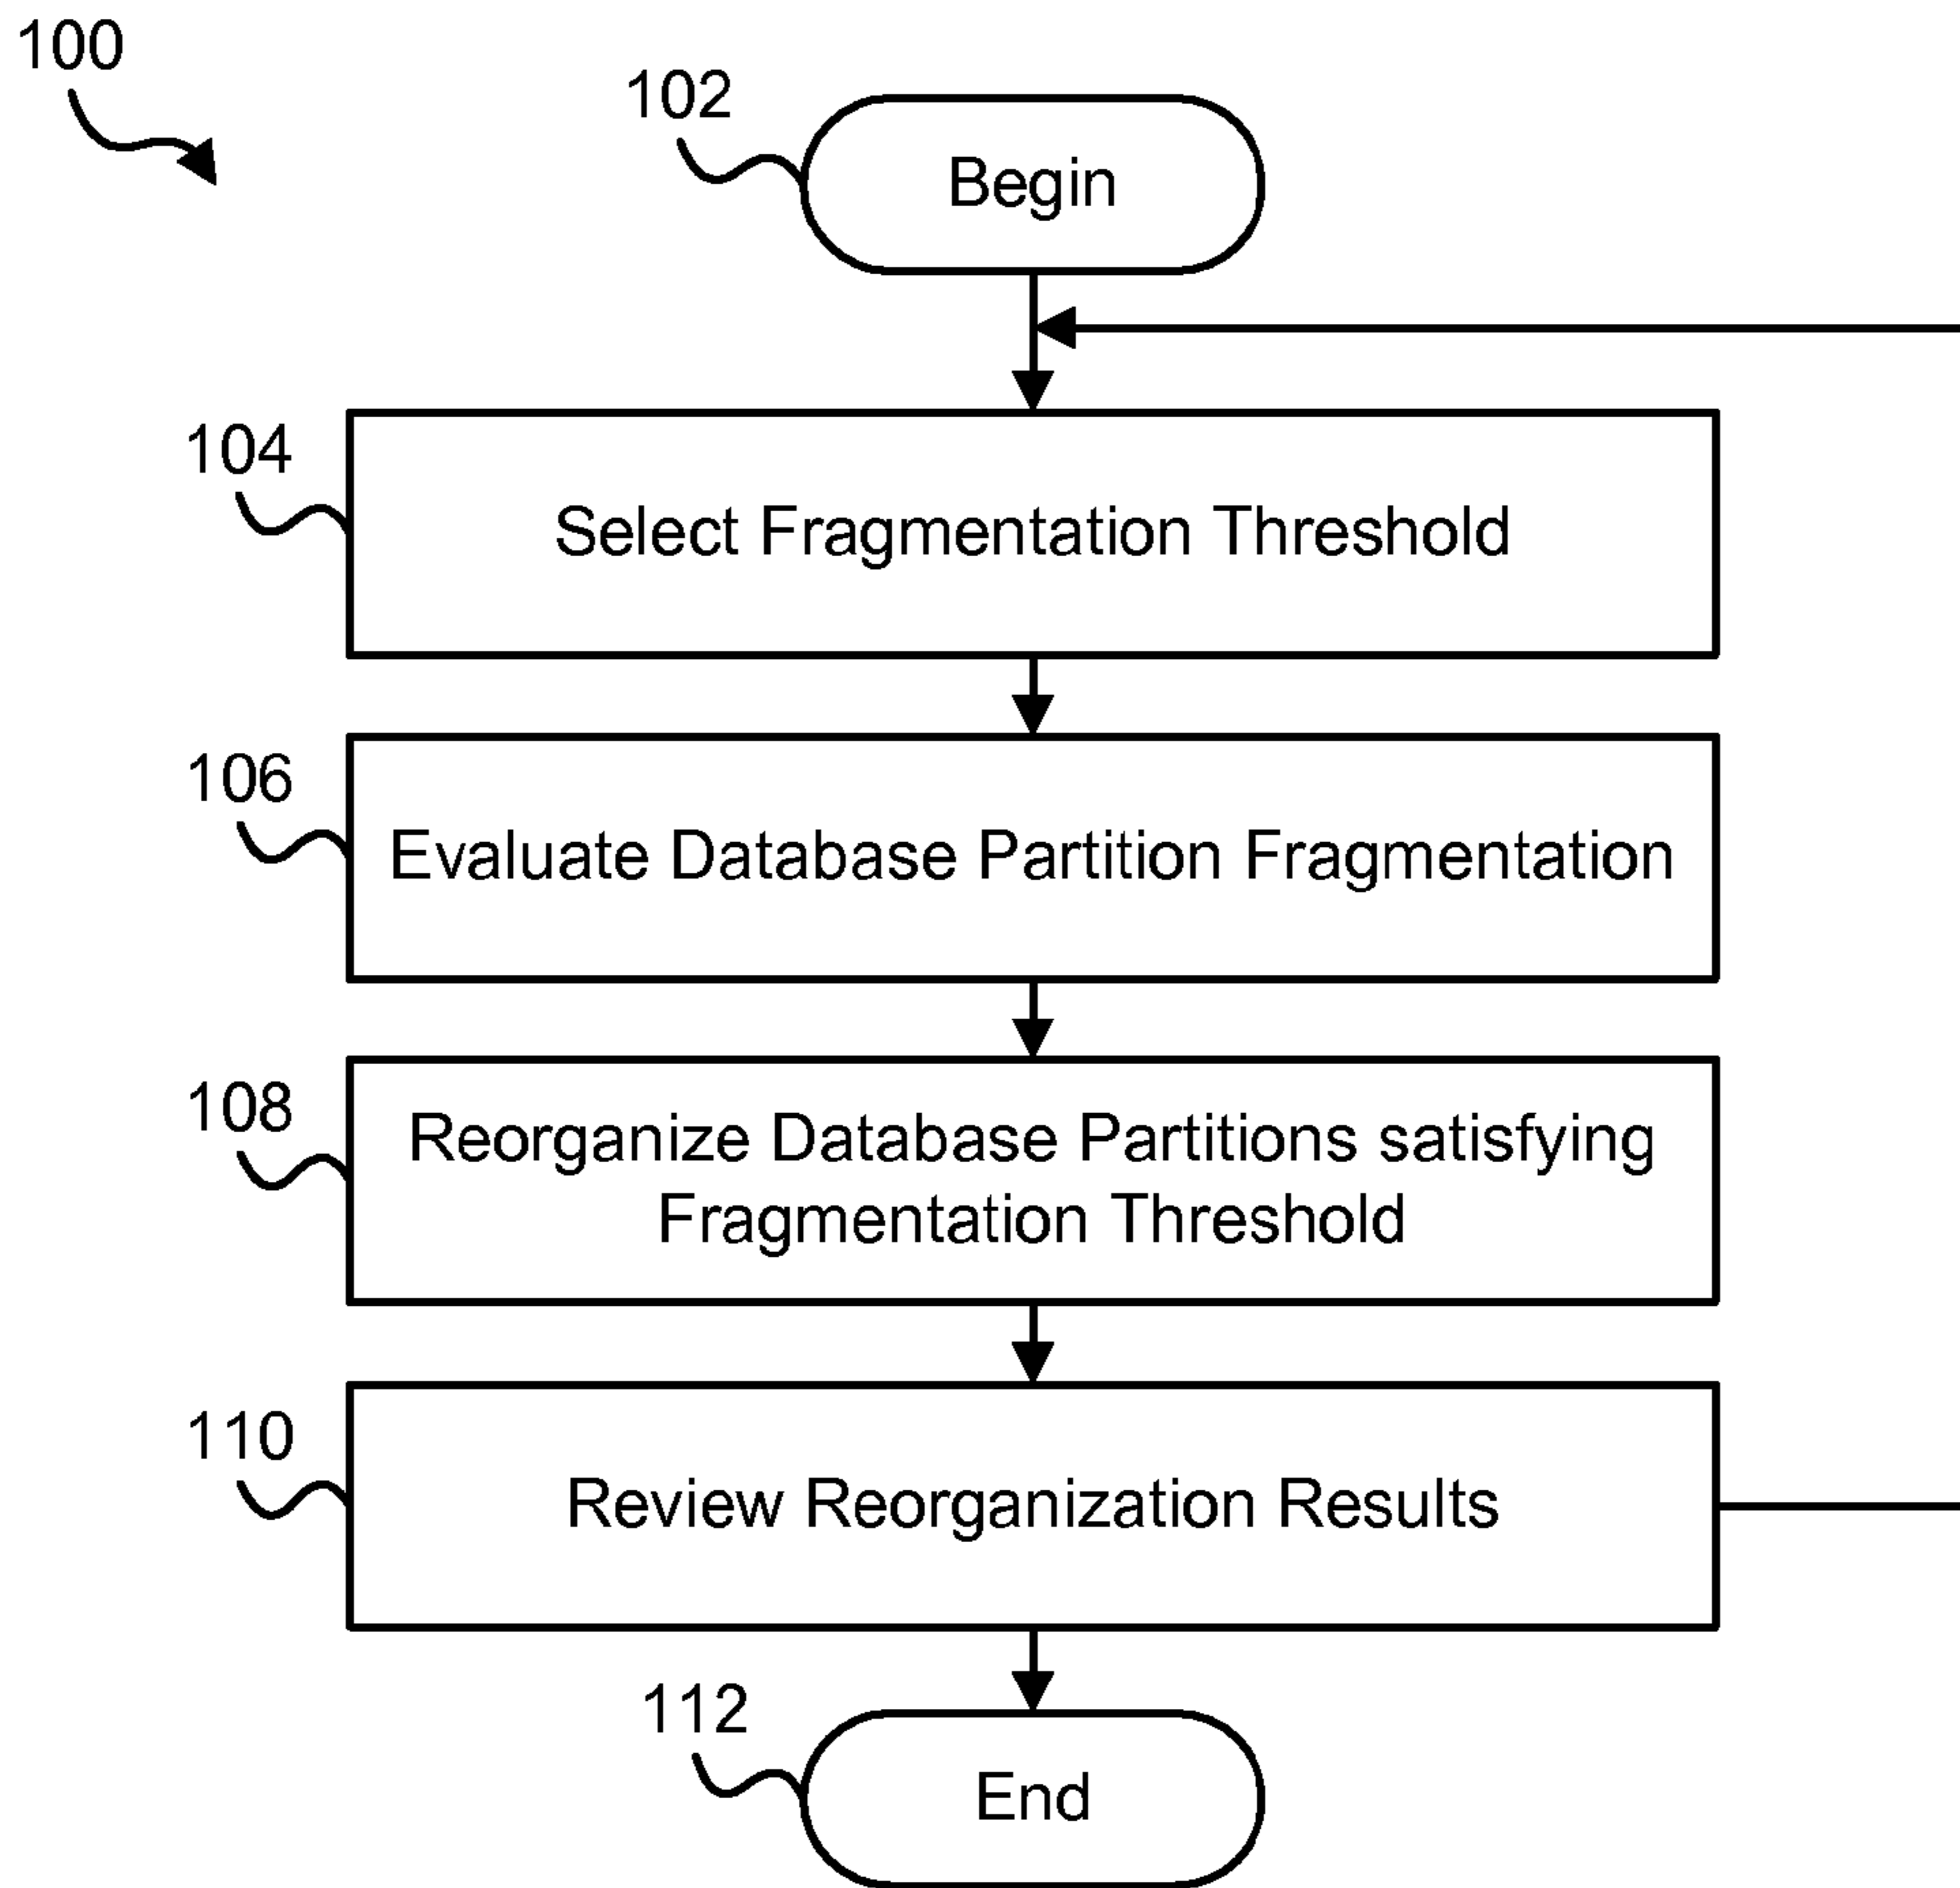 100
102
Begin
104
Select Fragmentation Threshold
106
Evaluate Database Partition Fragmentation
108
Reorganize Database Partitions satisfying
Fragmentation Threshold
110
Review Reorganization Results
112
End